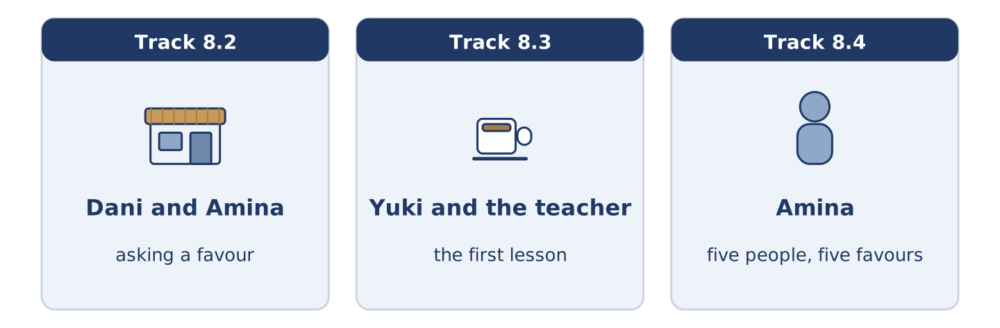 Track 8.2
Dani and Amina
asking a favour
Track 8.3
Yuki and the teacher
the first lesson
Track 8.4
Amina
five people, five favours